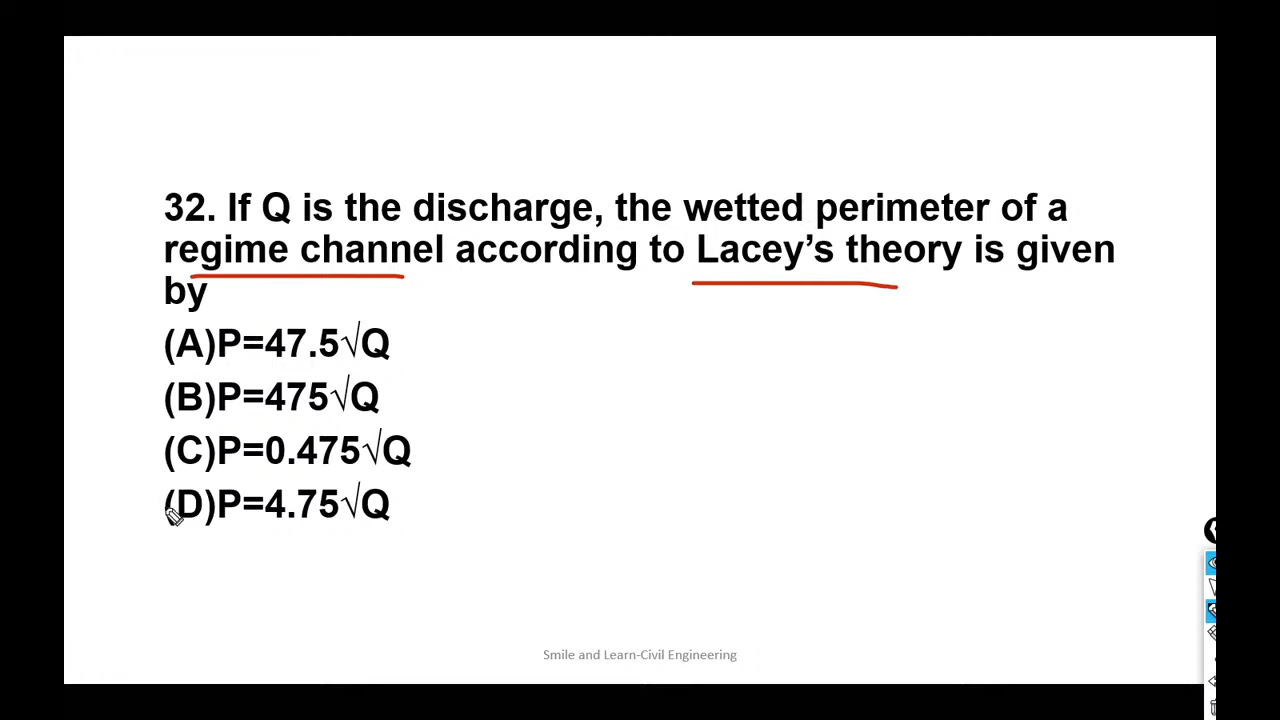 32. If Q is the discharge, the wetted perimeter of a
regime channel according to Lacey’s theory is given
by
(A)P=47.5√Q
(B)P=475√Q
(C)P=0.475√Q
(D)P=4.75√Q
Smile and Learn-Civil Engineering